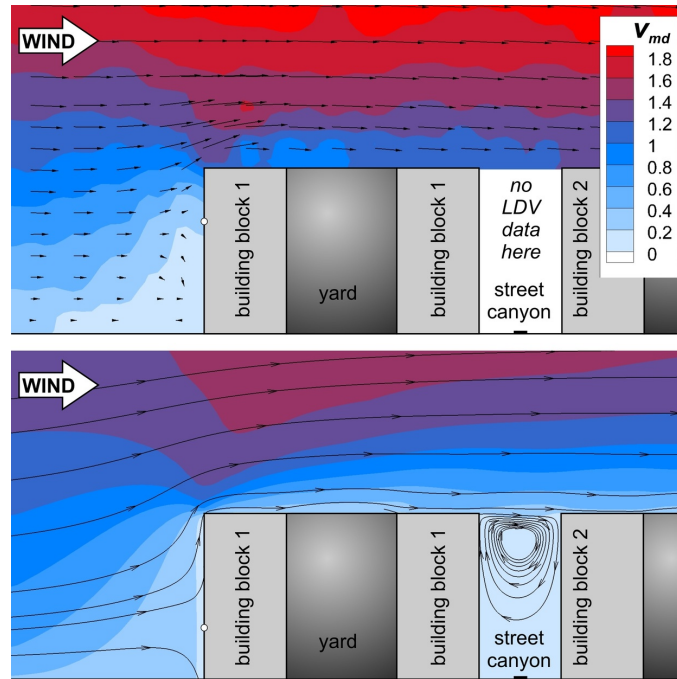 WIND
V md
1.8
1.6
1.4
1.2
1
0.8
0.6
0.4
0.2
0
building block 1
yard
building block 1
no
LDV
data
here
street
canyon
building block 2
WIND
building block 1
yard
building block 1
street
canyon
building block 2